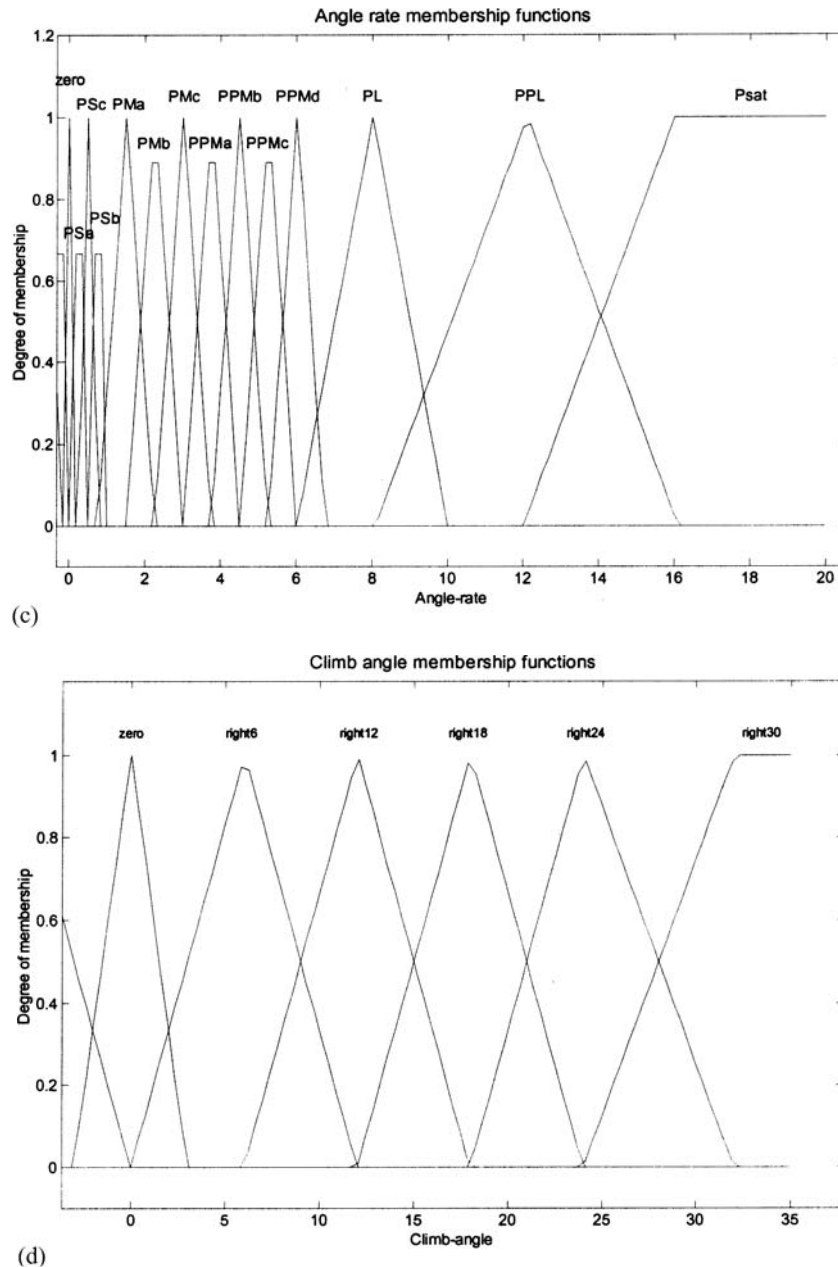 Angle rate membership functions
1.2
zero
PSc PMa PMc PPMb PPMd PL PPL Psat
1
PMb PPMa PPMc
0.8
PSa PSb
0.6
Degree of membership
0.4
0.2
0
0 2 4 6 8 10 12 14 16 18 20
Angle-rate
(c)
Climb angle membership functions
zero right6 right12 right18 right24 right30
1
0.8
0.6
Degree of membership
0.4
0.2
0
0 5 10 15 20 25 30 35
Climb-angle
(d)